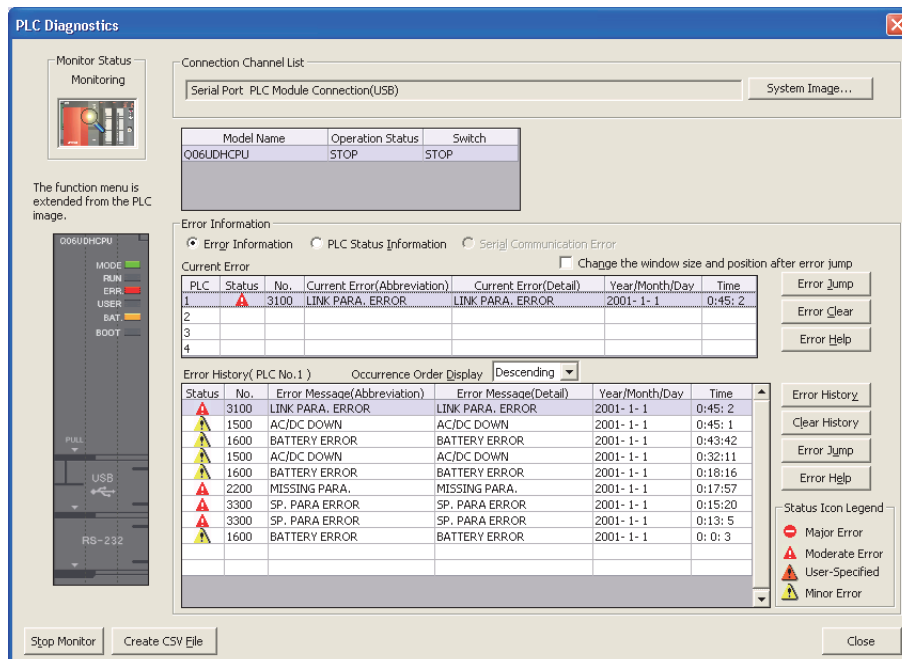 PLC Diagnostics
Monitor Status
Monitoring
Connection Channel List
Serial Port PLC Module Connection(USB)
System Image...
Model Name Operation Status Switch
Q06UDHCPU STOP STOP
The function menu is
extended from the PLC
image.
Q06UDHCPU
MODE
RUN
ERR.
USER
BAT.
BOOT
PULL
USB
RS-232
Error Information
Error Information PLC Status Information Serial Communication Error
Current Error
Change the window size and position after error jump
PLC Status No. Current Error(Abbreviation) Current Error(Detail) Year/Month/Day Time
1 3100 LINK PARA. ERROR LINK PARA. ERROR 2001- 1- 1 0:45: 2
2
3
4
Error Jump
Error Clear
Error Help
Error History( PLC No.1 ) Occurrence Order Display Descending
Status No. Error Message(Abbreviation) Error Message(Detail) Year/Month/Day Time
3100 LINK PARA. ERROR LINK PARA. ERROR 2001- 1- 1 0:45: 2
1500 AC/DC DOWN AC/DC DOWN 2001- 1- 1 0:45: 1
1600 BATTERY ERROR BATTERY ERROR 2001- 1- 1 0:43:42
1500 AC/DC DOWN AC/DC DOWN 2001- 1- 1 0:32:11
1600 BATTERY ERROR BATTERY ERROR 2001- 1- 1 0:18:16
2200 MISSING PARA. MISSING PARA. 2001- 1- 1 0:17:57
3300 SP. PARA ERROR SP. PARA ERROR 2001- 1- 1 0:15:20
3300 SP. PARA ERROR SP. PARA ERROR 2001- 1- 1 0:13: 5
1600 BATTERY ERROR BATTERY ERROR 2001- 1- 1 0: 0: 3
Error History
Clear History
Error Jump
Error Help
Status Icon Legend
Major Error
Moderate Error
User-Specified
Minor Error
Stop Monitor
Create CSV File
Close